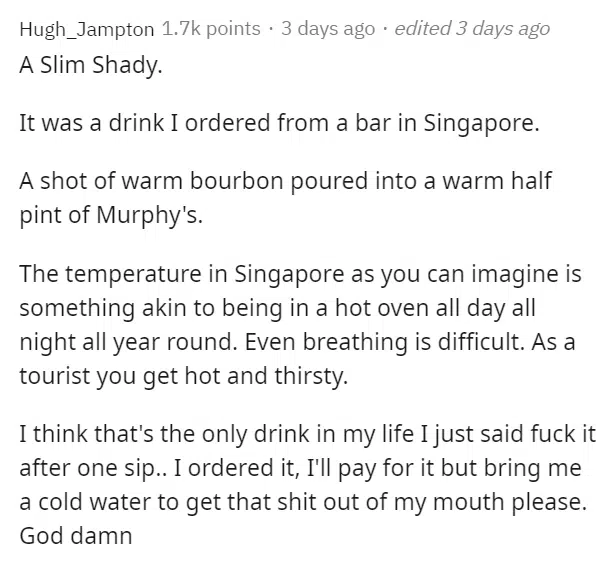 Hugh_Jampton 1.7k points · 3 days ago · edited 3 days ago
A Slim Shady.
It was a drink I ordered from a bar in Singapore.
A shot of warm bourbon poured into a warm half
pint of Murphy's.
The temperature in Singapore as you can imagine is
something akin to being in a hot oven all day all
night all year round. Even breathing is difficult. As a
tourist you get hot and thirsty.
I think that's the only drink in my life I just said fuck it
after one sip.. I ordered it, I'll pay for it but bring me
a cold water to get that shit out of my mouth please.
God damn